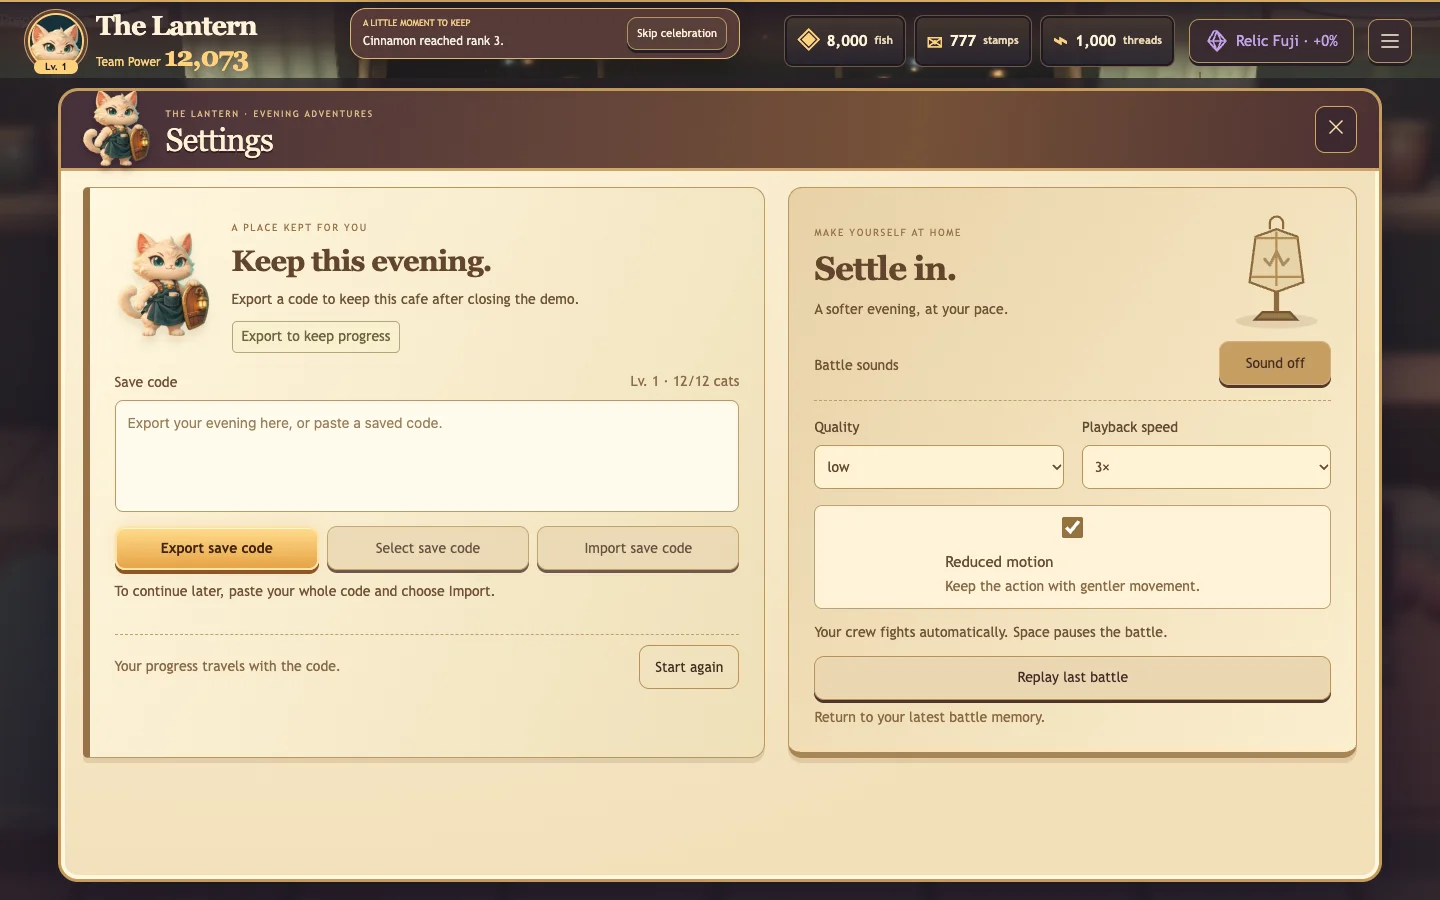 The Lantern
Lv. 1
Team Power 12,073
A LITTLE MOMENT TO KEEP
Cinnamon reached rank 3.
Skip celebration
8,000 fish
777 stamps
1,000 threads
Relic Fuji · +0%
THE LANTERN · EVENING ADVENTURES
Settings
A PLACE KEPT FOR YOU
Keep this evening.
Export a code to keep this cafe after closing the demo.
Export to keep progress
Save code
Lv. 1 · 12/12 cats
Export your evening here, or paste a saved code.
Export save code
Select save code
Import save code
To continue later, paste your whole code and choose Import.
Your progress travels with the code.
Start again
MAKE YOURSELF AT HOME
Settle in.
A softer evening, at your pace.
Battle sounds
Sound off
Quality
Playback speed
low
3×
Reduced motion
Keep the action with gentler movement.
Your crew fights automatically. Space pauses the battle.
Replay last battle
Return to your latest battle memory.